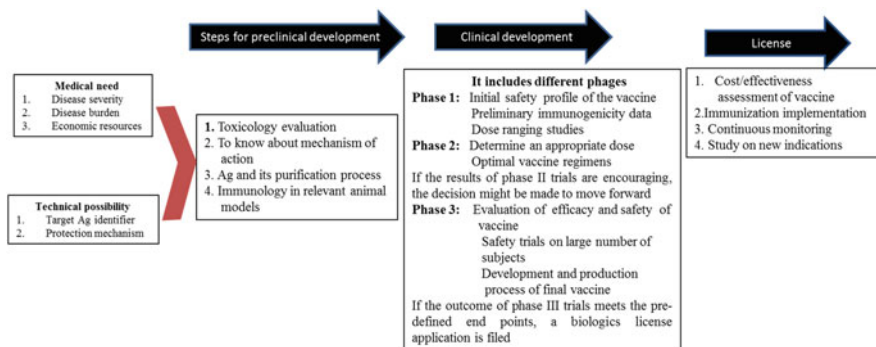 Steps for preclinical development
Clinical development
License
Medical need
1. Disease severity
2. Disease burden
3. Economic resources
Technical possibility
1. Target Ag identifier
2. Protection mechanism
1. Toxicology evaluation
2. To know about mechanism of
action
3. Ag and its purification process
4. Immunology in relevant animal
models
It includes different phages
Phase 1: Initial safety profile of the vaccine
Preliminary immunogenicity data
Dose ranging studies
Phase 2: Determine an appropriate dose
Optimal vaccine regimens
If the results of phase II trials are encouraging,
the decision might be made to move forward
Phase 3: Evaluation of efficacy and safety of
vaccine
Safety trials on large number of
subjects
Development and production
process of final vaccine
If the outcome of phase III trials meets the pre-
defined end points, a biologics license
application is filed
1. Cost/effectiveness
assessment of vaccine
2.Immunization implementation
3. Continuous monitoring
4. Study on new indications